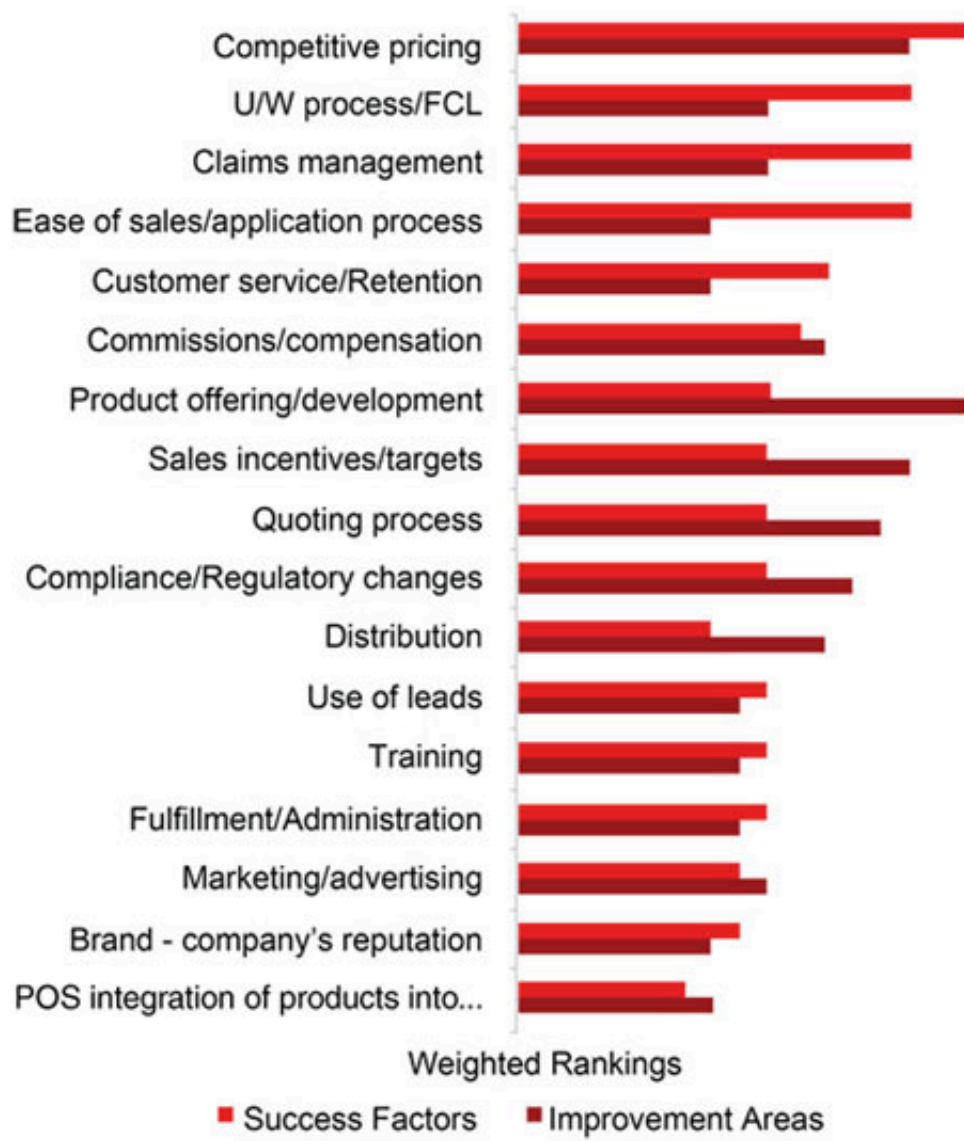 Competitive pricing
U/W process/FCL
Claims management
Ease of sales/application process
Customer service/Retention
Commissions/compensation
Product offering/development
Sales incentives/targets
Quoting process
Compliance/Regulatory changes
Distribution
Use of leads
Training
Fulfillment/Administration
Marketing/advertising
Brand - company's reputation
POS integration of products into...
Weighted Rankings
Success Factors Improvement Areas